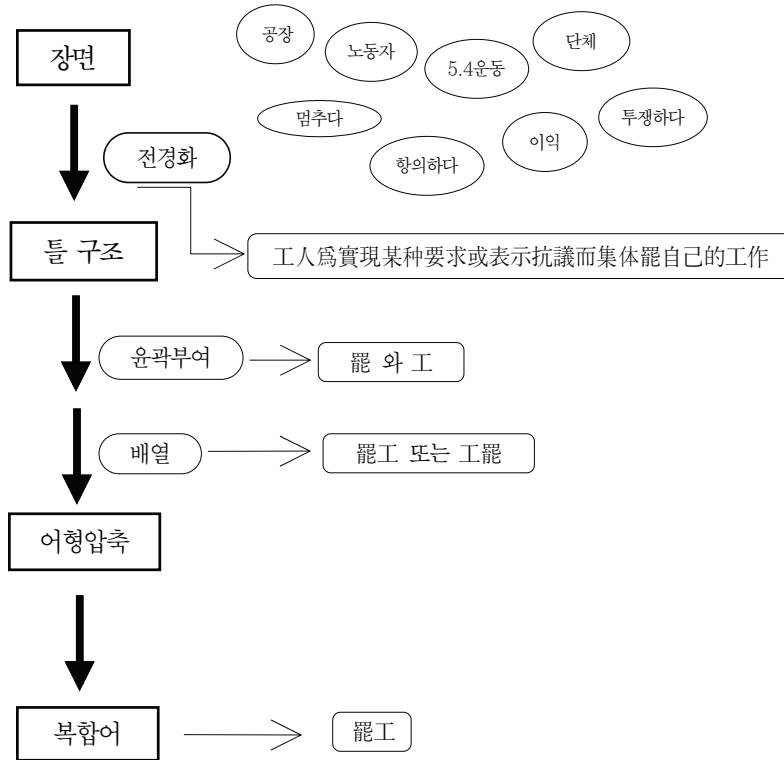 장면
공장
노동자
5.4운동
단체
멈추다
항의하다
이익
투쟁하다
전경화
틀 구조
工人爲實現某种要求或表示抗議而集体罷自己的工作
윤곽부여
罷 와 工
배열
罷工 또는 工罷
어형압축
복합어
罷工